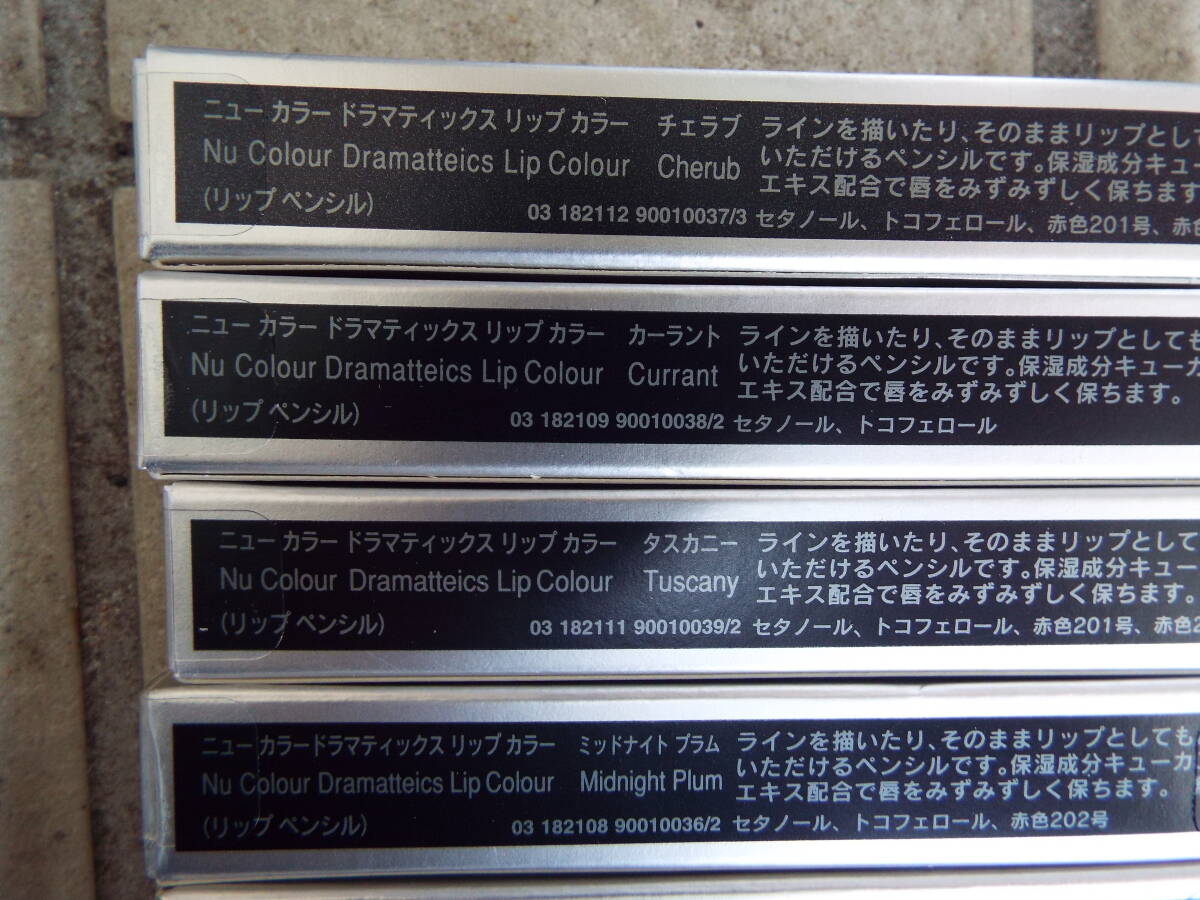 ニュー カラー ドラマティックス リップ カラー チェラブ
Nu Colour Dramatteics Lip Colour Cherub
(リップ ペンシル)
ラインを描いたり、そのままリップとして
いただけるペンシルです。保湿成分キュー
エキス配合で唇をみずみずしく保ちます
03 182112 90010037/3 セタノール、トコフェロール、赤色201号、赤
ニュー カラー ドラマティックス リップ カラー カーラント
Nu Colour Dramatteics Lip Colour Currant
(リップ ペンシル)
ラインを描いたり、そのままリップとしても
いただけるペンシルです。保湿成分キューカ
エキス配合で唇をみずみずしく保ちます。
03 182109 90010038/2 セタノール、トコフェロール
ニュー カラー ドラマティックス リップ カラー タスカニー
Nu Colour Dramatteics Lip Colour Tuscany
(リップ ペンシル)
ラインを描いたり、そのままリップとして
いただけるペンシルです。保湿成分キュー
エキス配合で唇をみずみずしく保ちます。
03 182111 90010039/2 セタノール、トコフェロール、赤色201号、赤色2
ニュー カラー ドラマティックス リップ カラー ミッドナイト プラム
Nu Colour Dramatteics Lip Colour Midnight Plum
(リップ ペンシル)
ラインを描いたり、そのままリップとしても
いただけるペンシルです。保湿成分キューカ
エキス配合で唇をみずみずしく保ちます。
03 182108 90010036/2 セタノール、トコフェロール、赤色202号